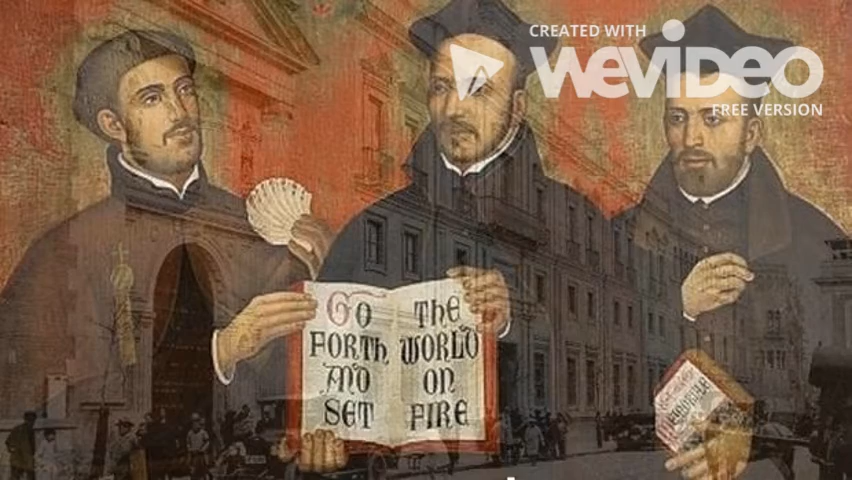 CREATED WITH
WEVIDEO
FREE VERSION
GO THE
FORTH WORLD
AND ON
SET FIRE